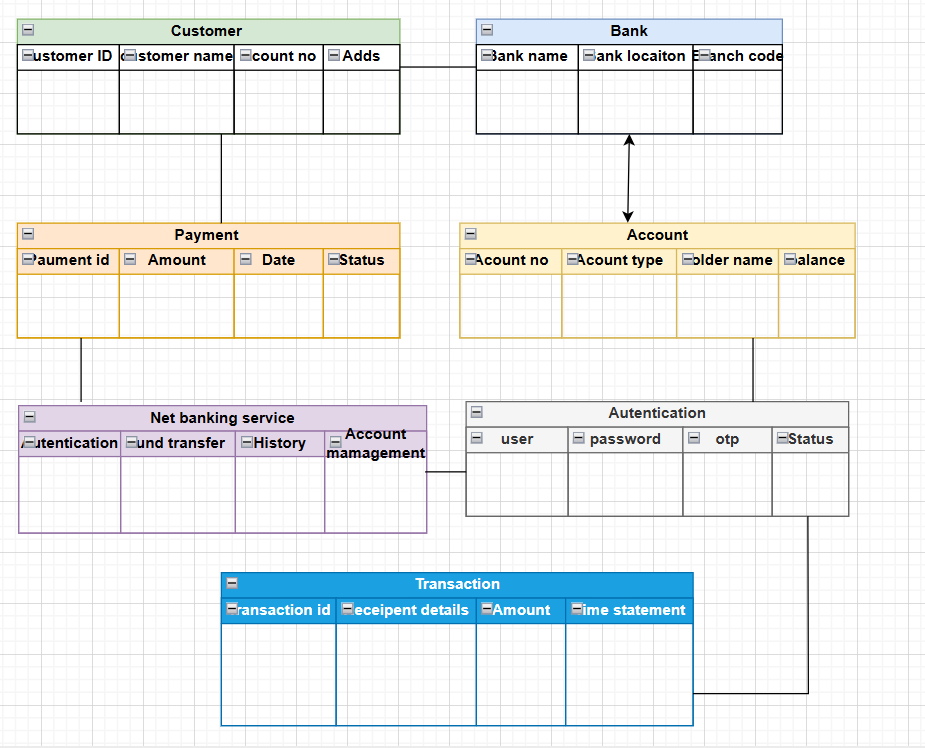 Customer
Bank
ustomer ID
ustomer name
count no
Adds
Bank name
ank locaiton
anch code
Payment
Account
Paument id
Amount
Date
Status
Acount no
Acount type
older name
alance
Net banking service
Autentication
utentication
und transfer
History
Account
mamagement
user
password
otp
Status
Transaction
ransaction id
eceipent details
Amount
ime statement